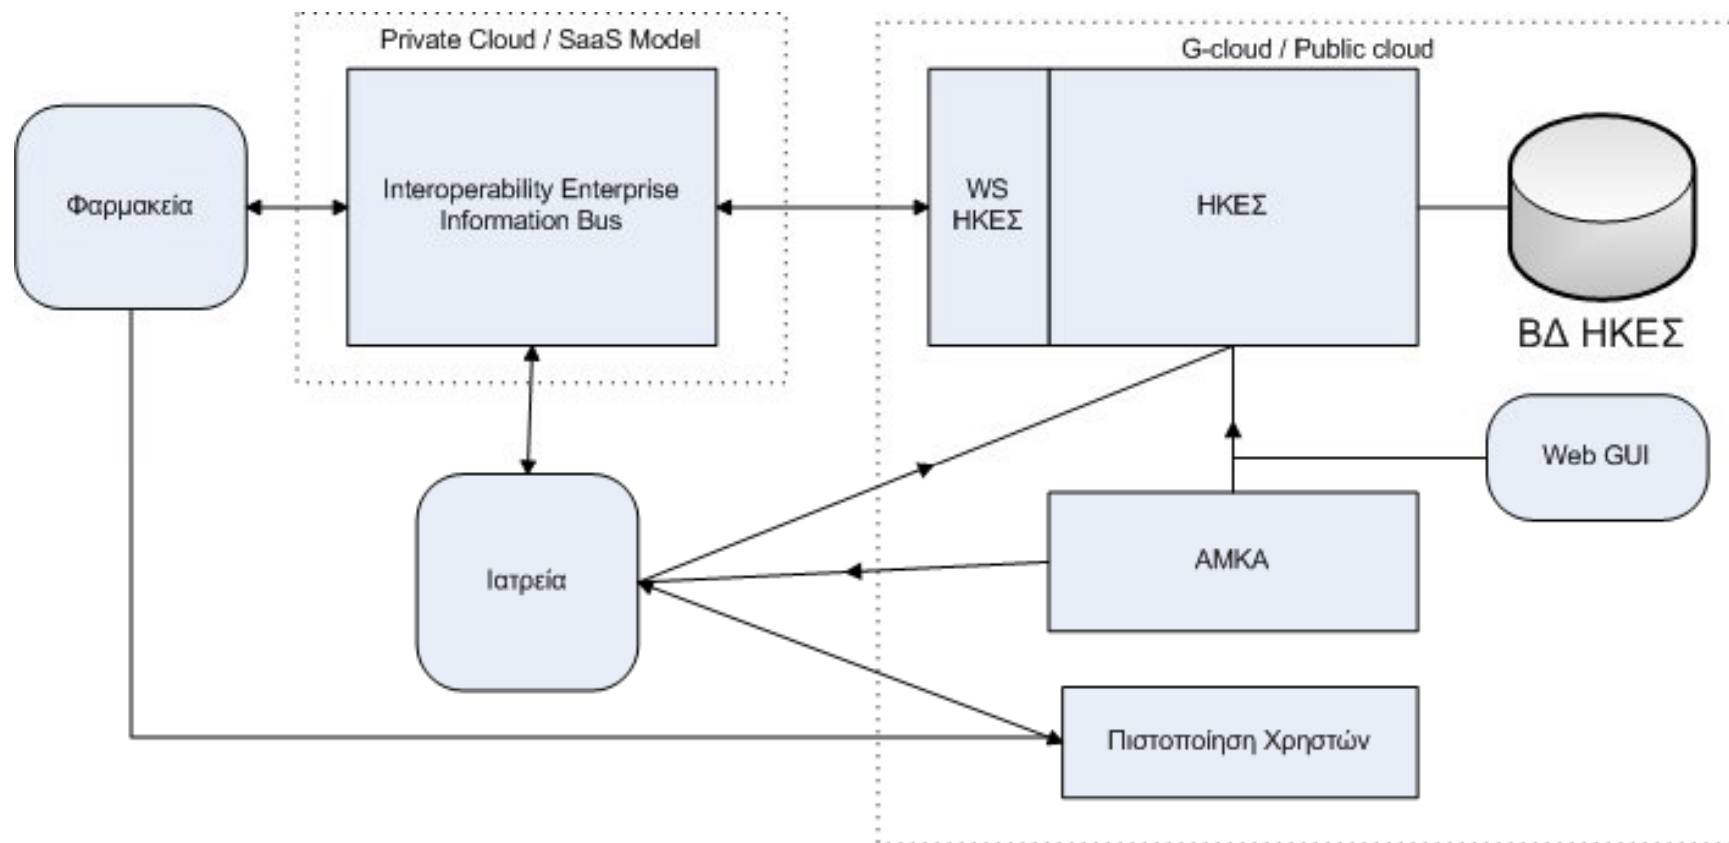 Private Cloud / SaaS Model
G-cloud / Public cloud
Φαρμακεία
Interoperability Enterprise
Information Bus
WS
ΗΚΕΣ
ΗΚΕΣ
ΒΔ ΗΚΕΣ
Web GUI
Ιατρεία
ΑΜΚΑ
Πιστοποίηση Χρηστών